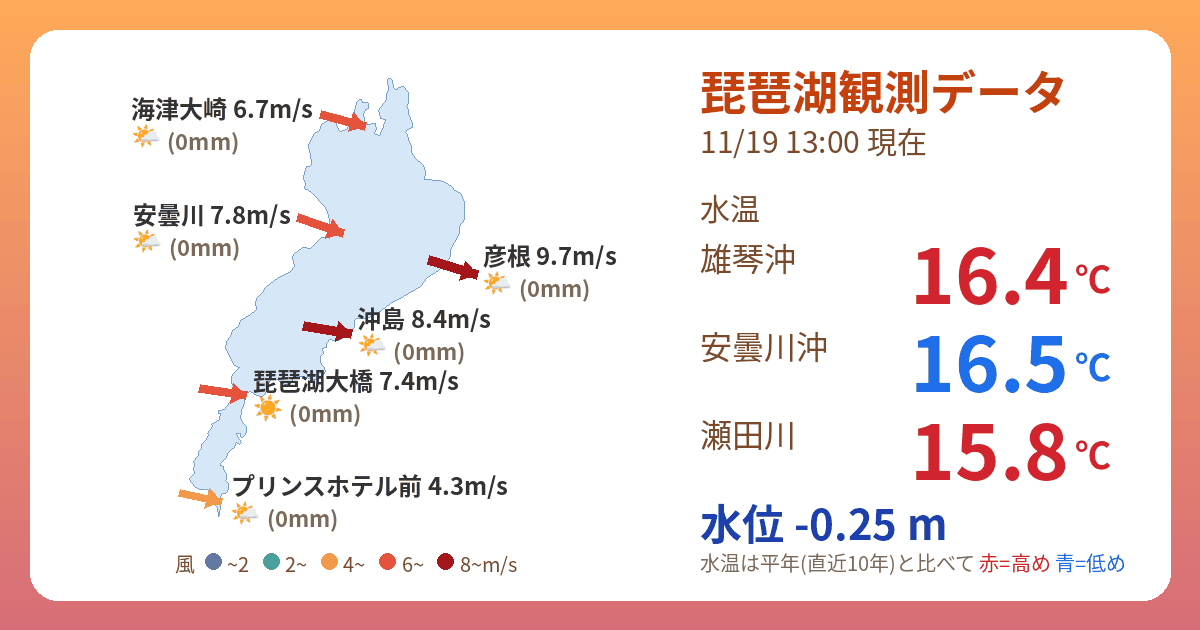 海津大崎 6.7m/s
(0mm)
安曇川 7.8m/s
(0mm)
彦根 9.7m/s
(0mm)
沖島 8.4m/s
(0mm)
琵琶湖大橋 7.4m/s
(0mm)
プリンスホテル前 4.3m/s
(0mm)
風 ~2 2~ 4~ 6~ 8~m/s
琵琶湖観測データ
11/19 13:00 現在
水温
雄琴沖 16.4℃
安曇川沖 16.5℃
瀬田川 15.8℃
水位 -0.25 m
水温は平年(直近10年)と比べて 赤=高め 青=低め